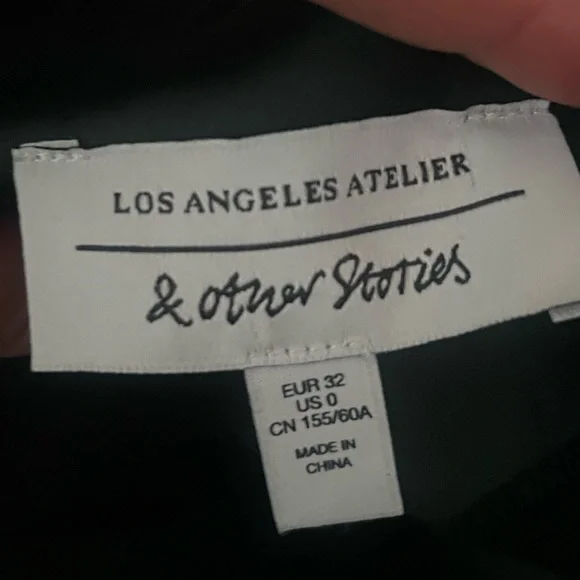 LOS ANGELES ATELIER
& other Stories
EUR 32
US 0
CN 155/60A
MADE IN
CHINA